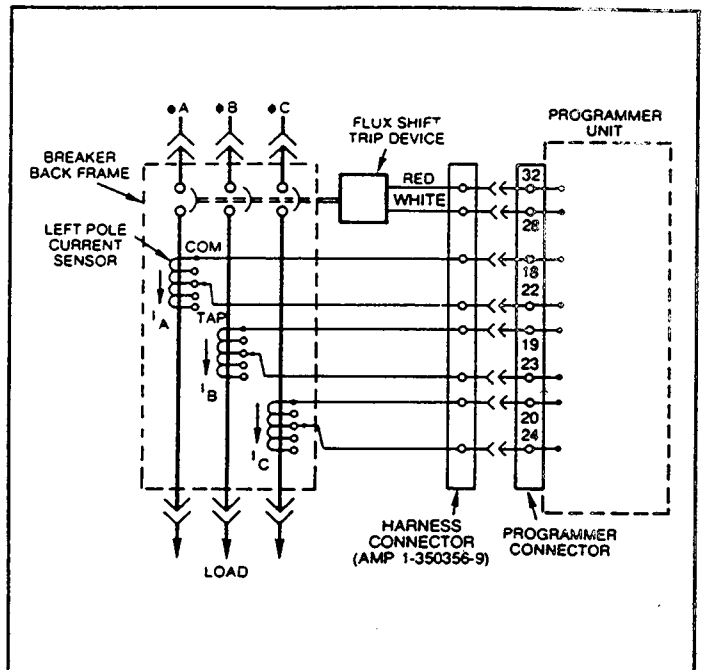 ●A ●B ●C
FLUX SHIFT
TRIP DEVICE
PROGRAMMER
UNIT
BREAKER
BACK FRAME
RED
WHITE
32
28
LEFT POLE
CURRENT
SENSOR
COM
18
22
I A
TAP
19
23
I B
20
24
I C
HARNESS
CONNECTOR
(AMP 1-350356-9)
PROGRAMMER
CONNECTOR
LOAD